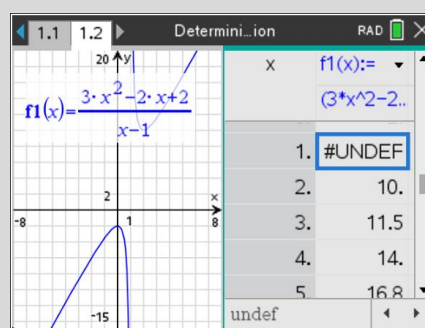 1.1 1.2 Determini...ion RAD
20 y
f1(x)=3·x^2-2·x+2
x-1
2
x
-8 1 8
-15
x f1(x):=
(3*x^2-2..
1. #UNDEF
2. 10.
3. 11.5
4. 14.
5. 16.8
undef